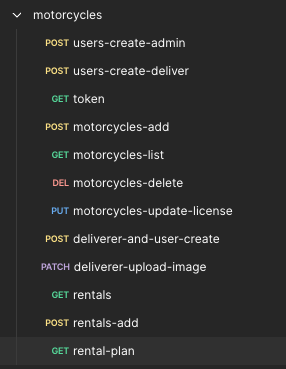 motorcycles
POST users-create-admin
POST users-create-deliver
GET token
POST motorcycles-add
GET motorcycles-list
DEL motorcycles-delete
PUT motorcycles-update-license
POST deliverer-and-user-create
PATCH deliverer-upload-image
GET rentals
POST rentals-add
GET rental-plan